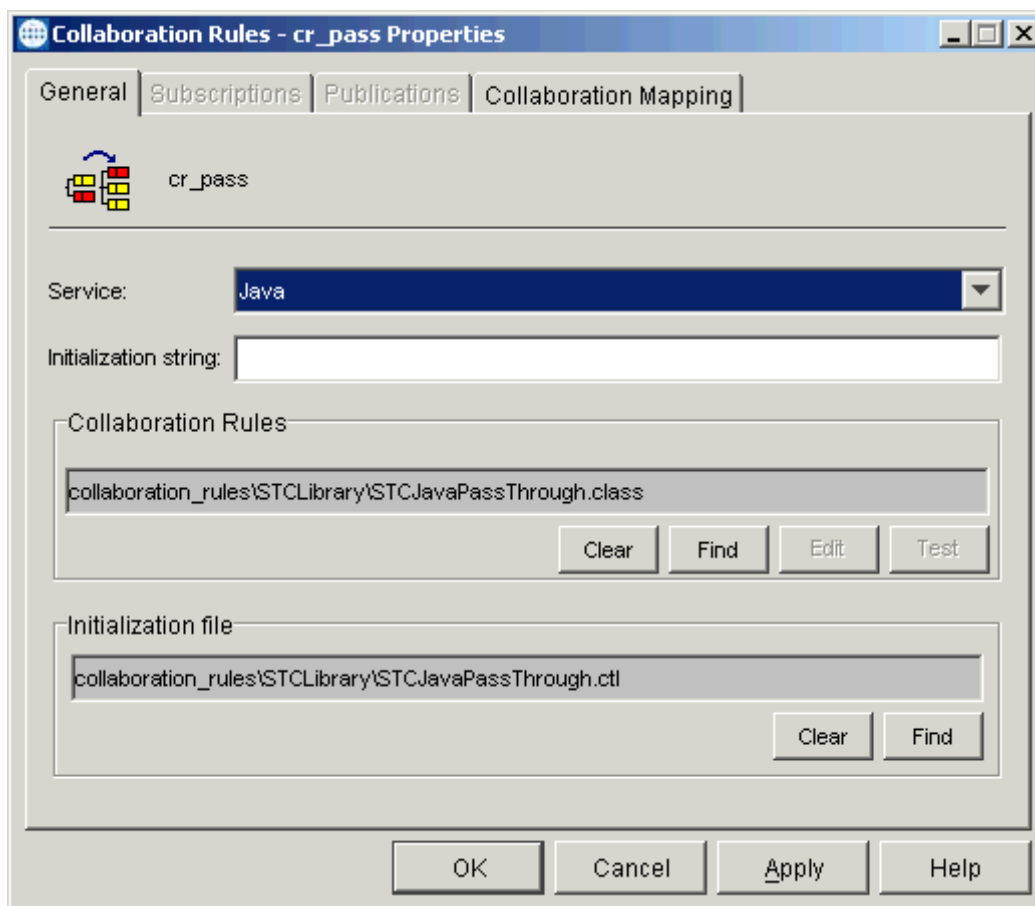 Collaboration Rules - cr_pass Properties
General Subscriptions Publications Collaboration Mapping
cr_pass
Service: Java
Initialization string:
Collaboration Rules
collaboration_rules\STCLibrary\STCJavaPassThrough.class
Clear Find Edit Test
Initialization file
collaboration_rules\STCLibrary\STCJavaPassThrough.ctl
Clear Find
OK Cancel Apply Help